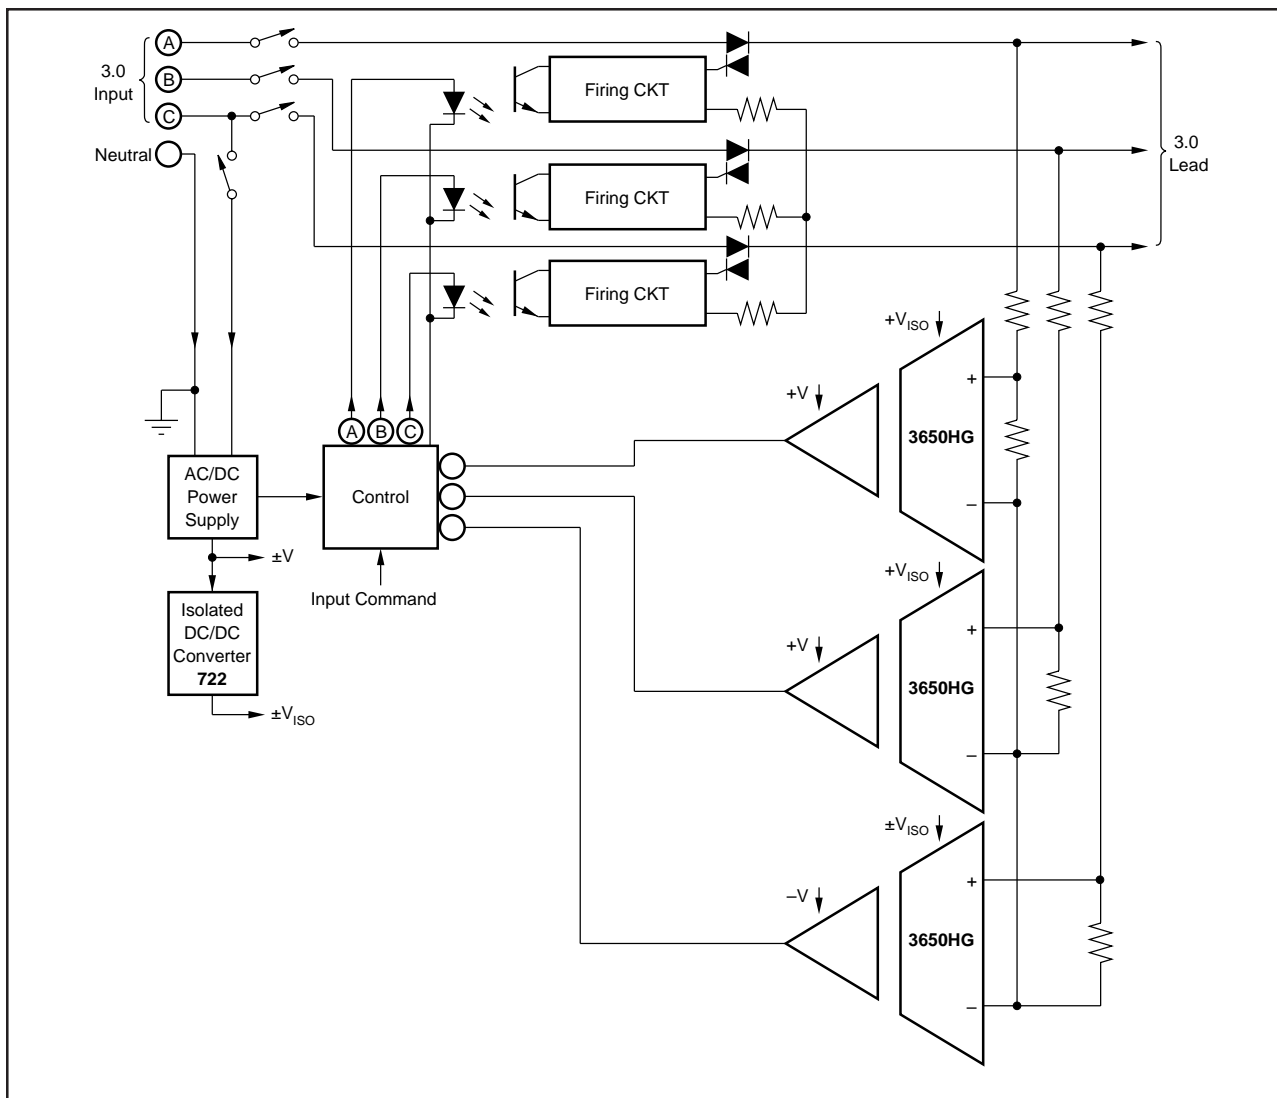 A
B
C
3.0
Input
Neutral
Firing CKT
Firing CKT
Firing CKT
3.0
Lead
A B C
AC/DC
Power
Supply
Control
±V
Input Command
Isolated
DC/DC
Converter
722
±VISO
+VISO
+V
+
3650HG
–
+VISO
+V
+
3650HG
–
±VISO
–V
+
3650HG
–